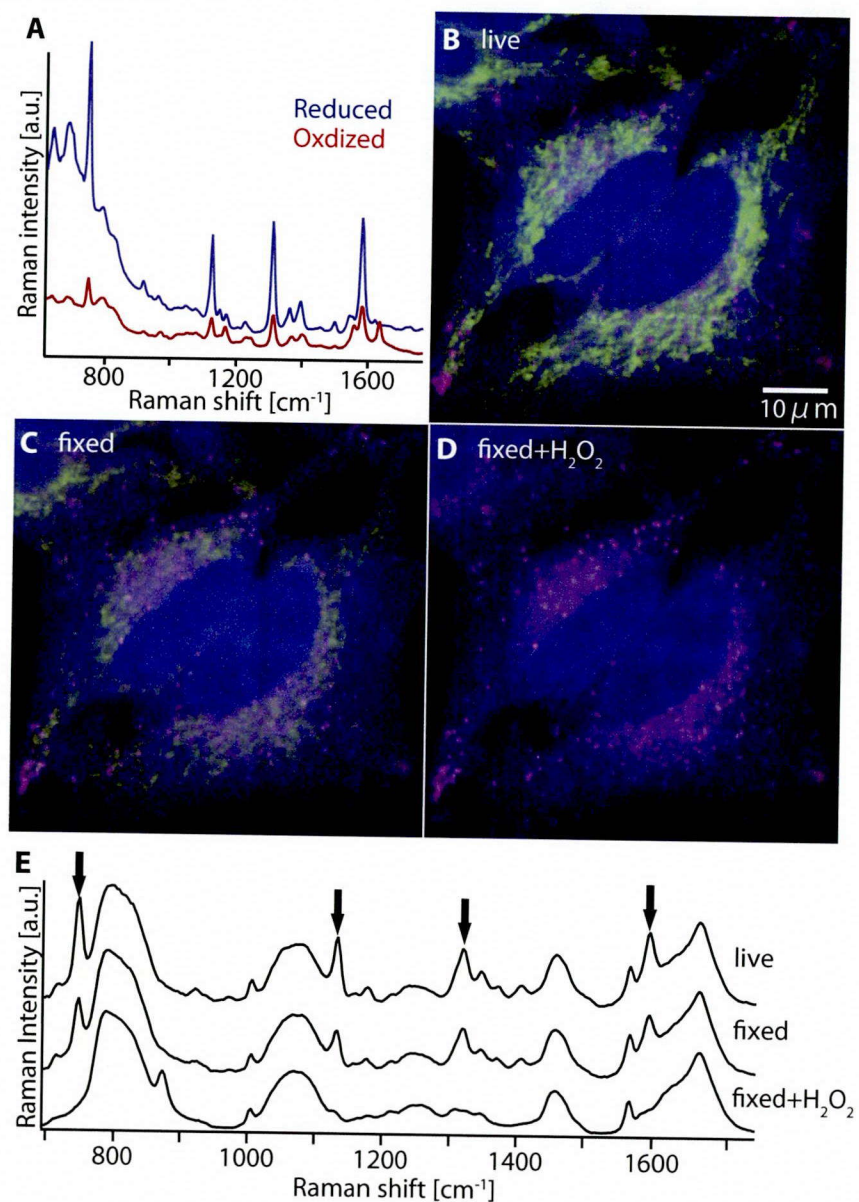 A
Raman intensity [a.u.]
Reduced
Oxdized
800 1200 1600
Raman shift [cm⁻¹]
B live
10 μm
C fixed
D fixed+H₂O₂
E
Raman Intensity [a.u.]
live
fixed
fixed+H₂O₂
800 1000 1200 1400 1600
Raman shift [cm⁻¹]